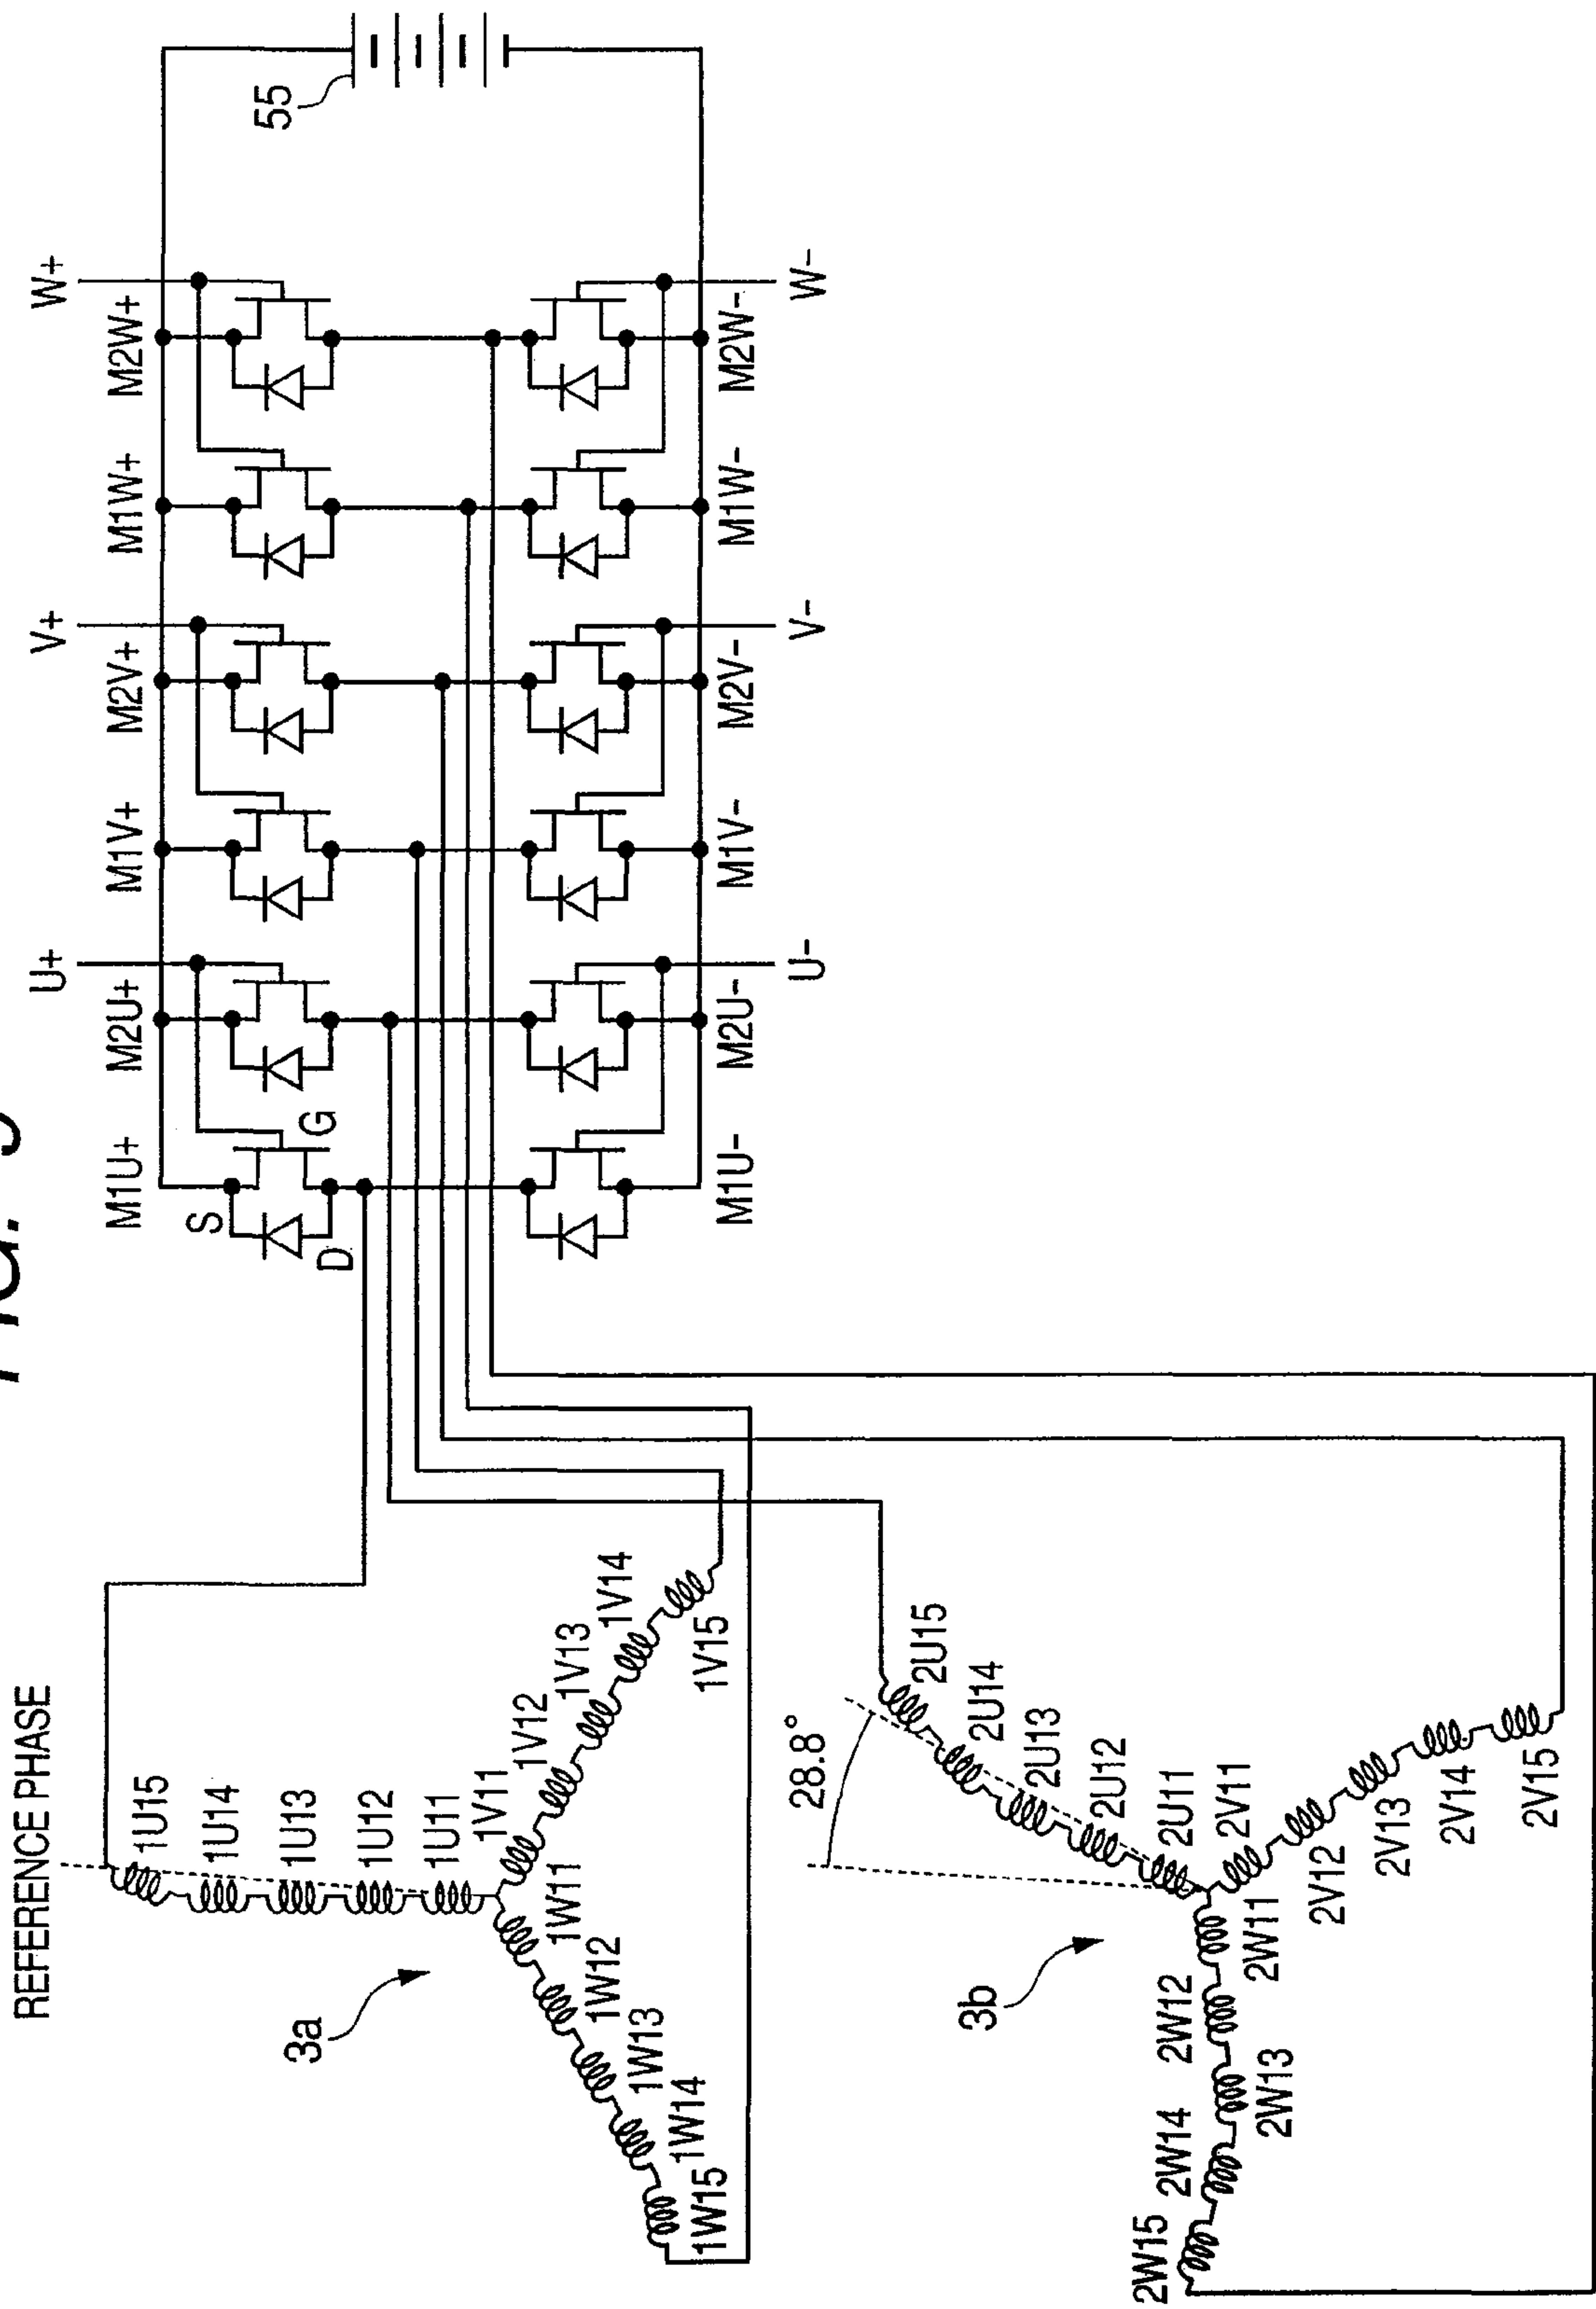 U+
V+
W+
M1U+
M2U+
M1V+
M2V+
M1W+
M2W+
S
D
G
55
M1U-
M2U-
M1V-
M2V-
M1W-
M2W-
U-
V-
W-
REFERENCE PHASE
1U15
1U14
1U13
1U12
1U11
1V11
1V12
1V13
1V14
1V15
1W11
1W12
1W13
1W14
1W15
3a
28.8°
2U15
2U14
2U13
2U12
2U11
2V11
2V12
2V13
2V14
2V15
2W11
2W12
2W13
2W14
2W15
3b